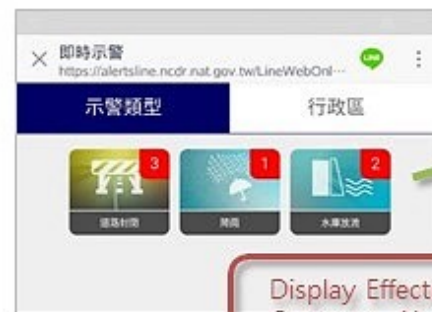 即時示警
https://alertsline.ncdr.nat.gov.tw/LineWebOnl...
LINE
示警類型
行政區
3
1
2
道路封閉
降雨
水庫放流
Display Effect